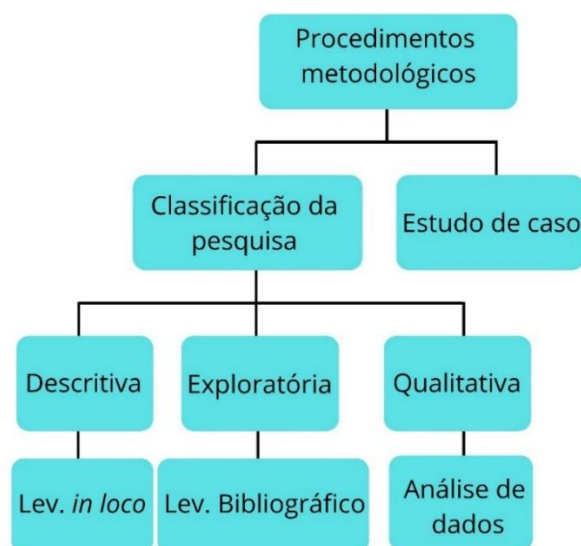 Procedimentos
metodológicos
Classificação da
pesquisa
Estudo de caso
Descritiva
Exploratória
Qualitativa
Lev. in loco
Lev. Bibliográfico
Análise de
dados